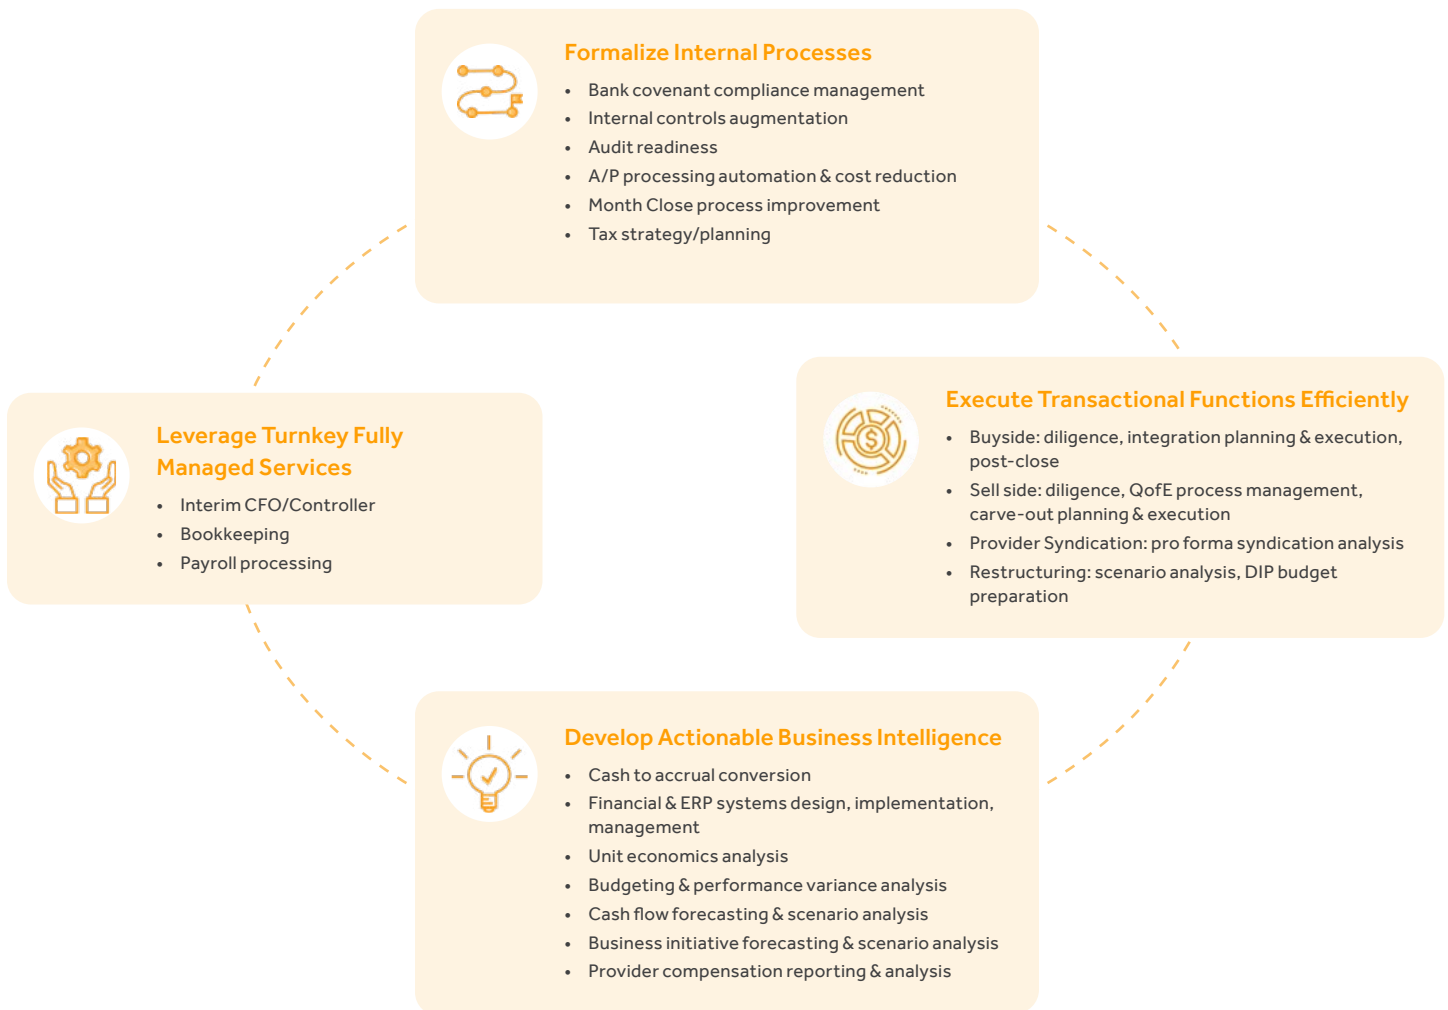 Formalize Internal Processes
• Bank covenant compliance management
• Internal controls augmentation
• Audit readiness
• A/P processing automation & cost reduction
• Month Close process improvement
• Tax strategy/planning
Execute Transactional Functions Efficiently
• Buyside: diligence, integration planning & execution,
post-close
• Sell side: diligence, QofE process management,
carve-out planning & execution
• Provider Syndication: pro forma syndication analysis
• Restructuring: scenario analysis, DIP budget
preparation
Leverage Turnkey Fully
Managed Services
• Interim CFO/Controller
• Bookkeeping
• Payroll processing
Develop Actionable Business Intelligence
• Cash to accrual conversion
• Financial & ERP systems design, implementation,
management
• Unit economics analysis
• Budgeting & performance variance analysis
• Cash flow forecasting & scenario analysis
• Business initiative forecasting & scenario analysis
• Provider compensation reporting & analysis